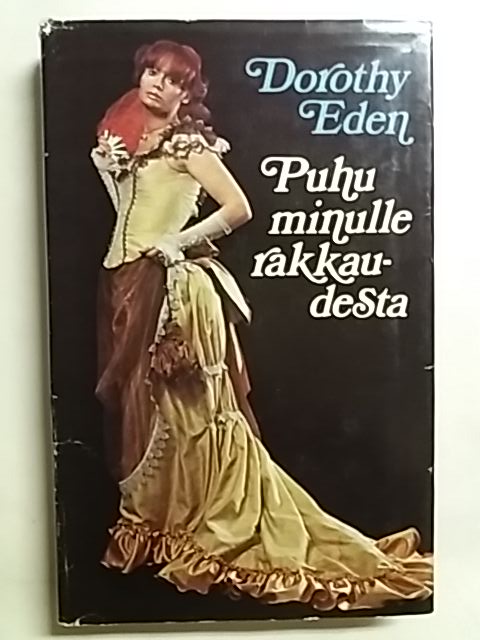 Dorothy
Eden
Puhu
minulle
rakkau-
desta